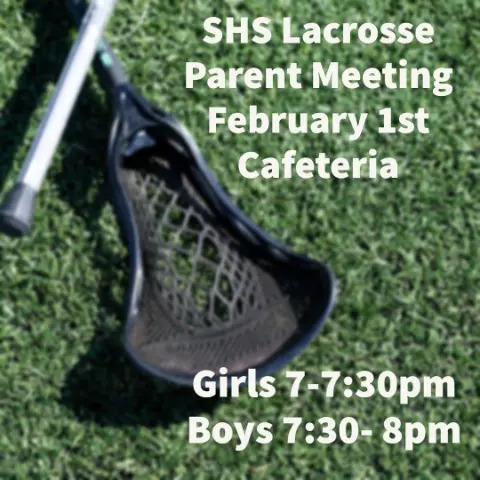 SHS Lacrosse
Parent Meeting
February 1st
Cafeteria
Girls 7-7:30pm
Boys 7:30- 8pm